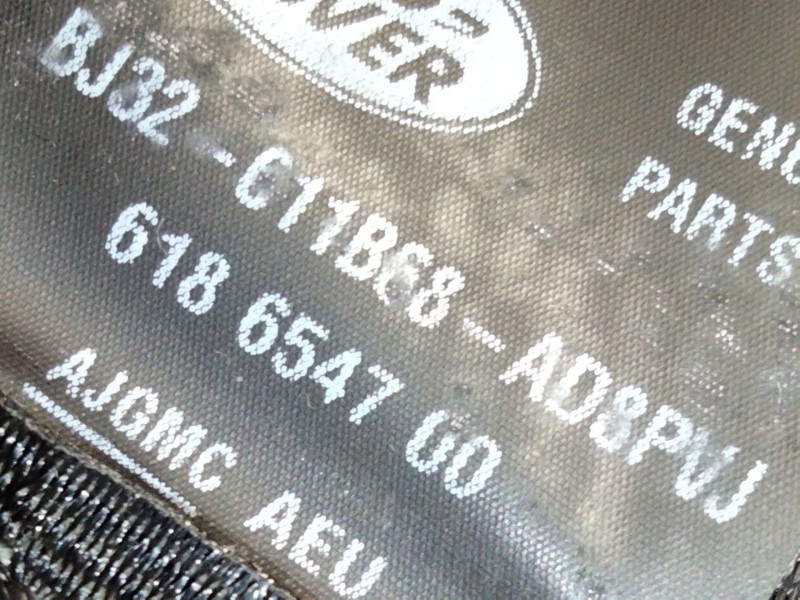 VER
GENU
PARTS
BJ32-611B68-AD8PVJ
618 6547 00
AJGMC AEU